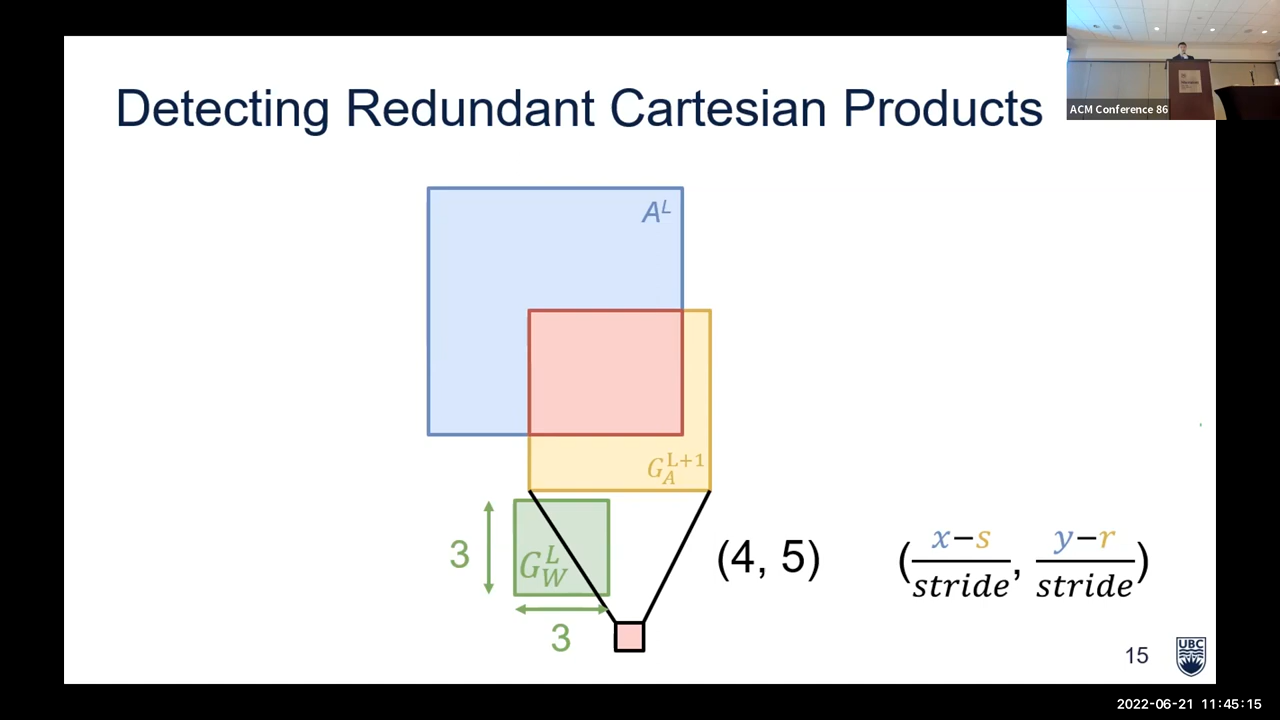 Detecting Redundant Cartesian Products
ACM Conference 86
A^L
G_A^{L+1}
3
G_W^L
3
(4, 5)
(x−s/stride, y−r/stride)
15
UBC
2022-06-21 11:45:15